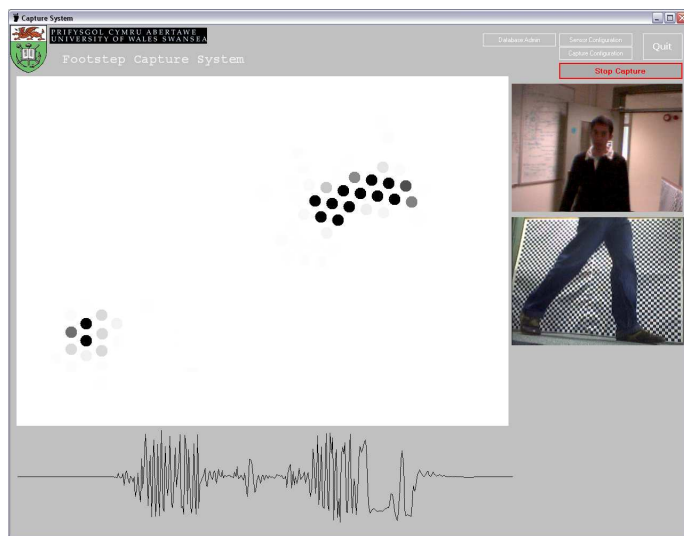 Capture System
PRIFYSGOL CYMRU ABERTAWE
UNIVERSITY OF WALES SWANSEA
Footstep Capture System
Database Admin
Sensor Configuration
Capture Configuration
Quit
Stop Capture